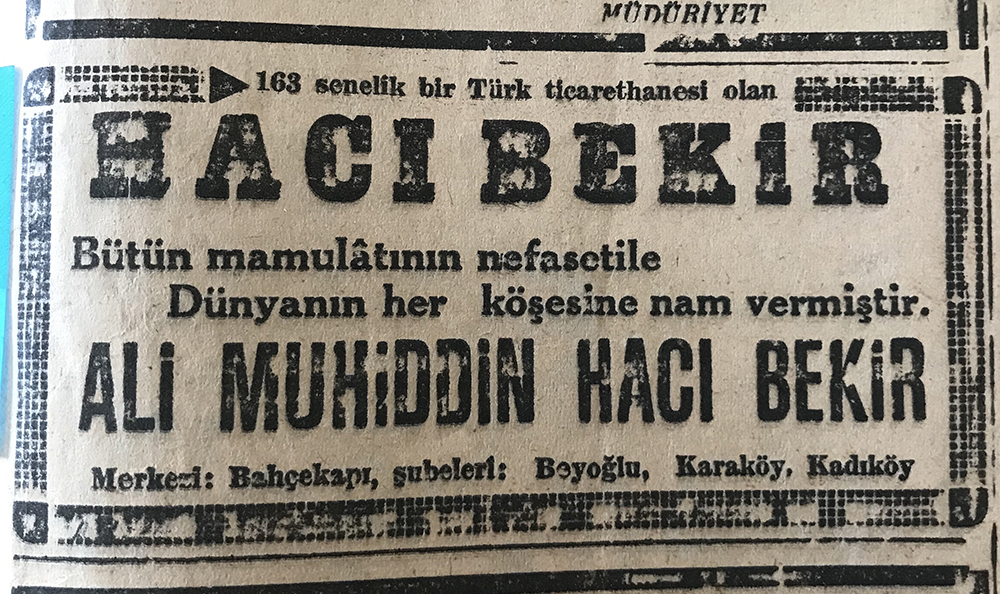 MÜDÜRİYET
163 senelik bir Türk ticarethanesi olan
HACI BEKİR
Bütün mamulâtının nefasetile
Dünyanın her köşesine nam vermiştir.
ALİ MUHİDDİN HACI BEKİR
Merkezi: Bahçekapı, şubeleri: Beyoğlu, Karaköy, Kadıköy